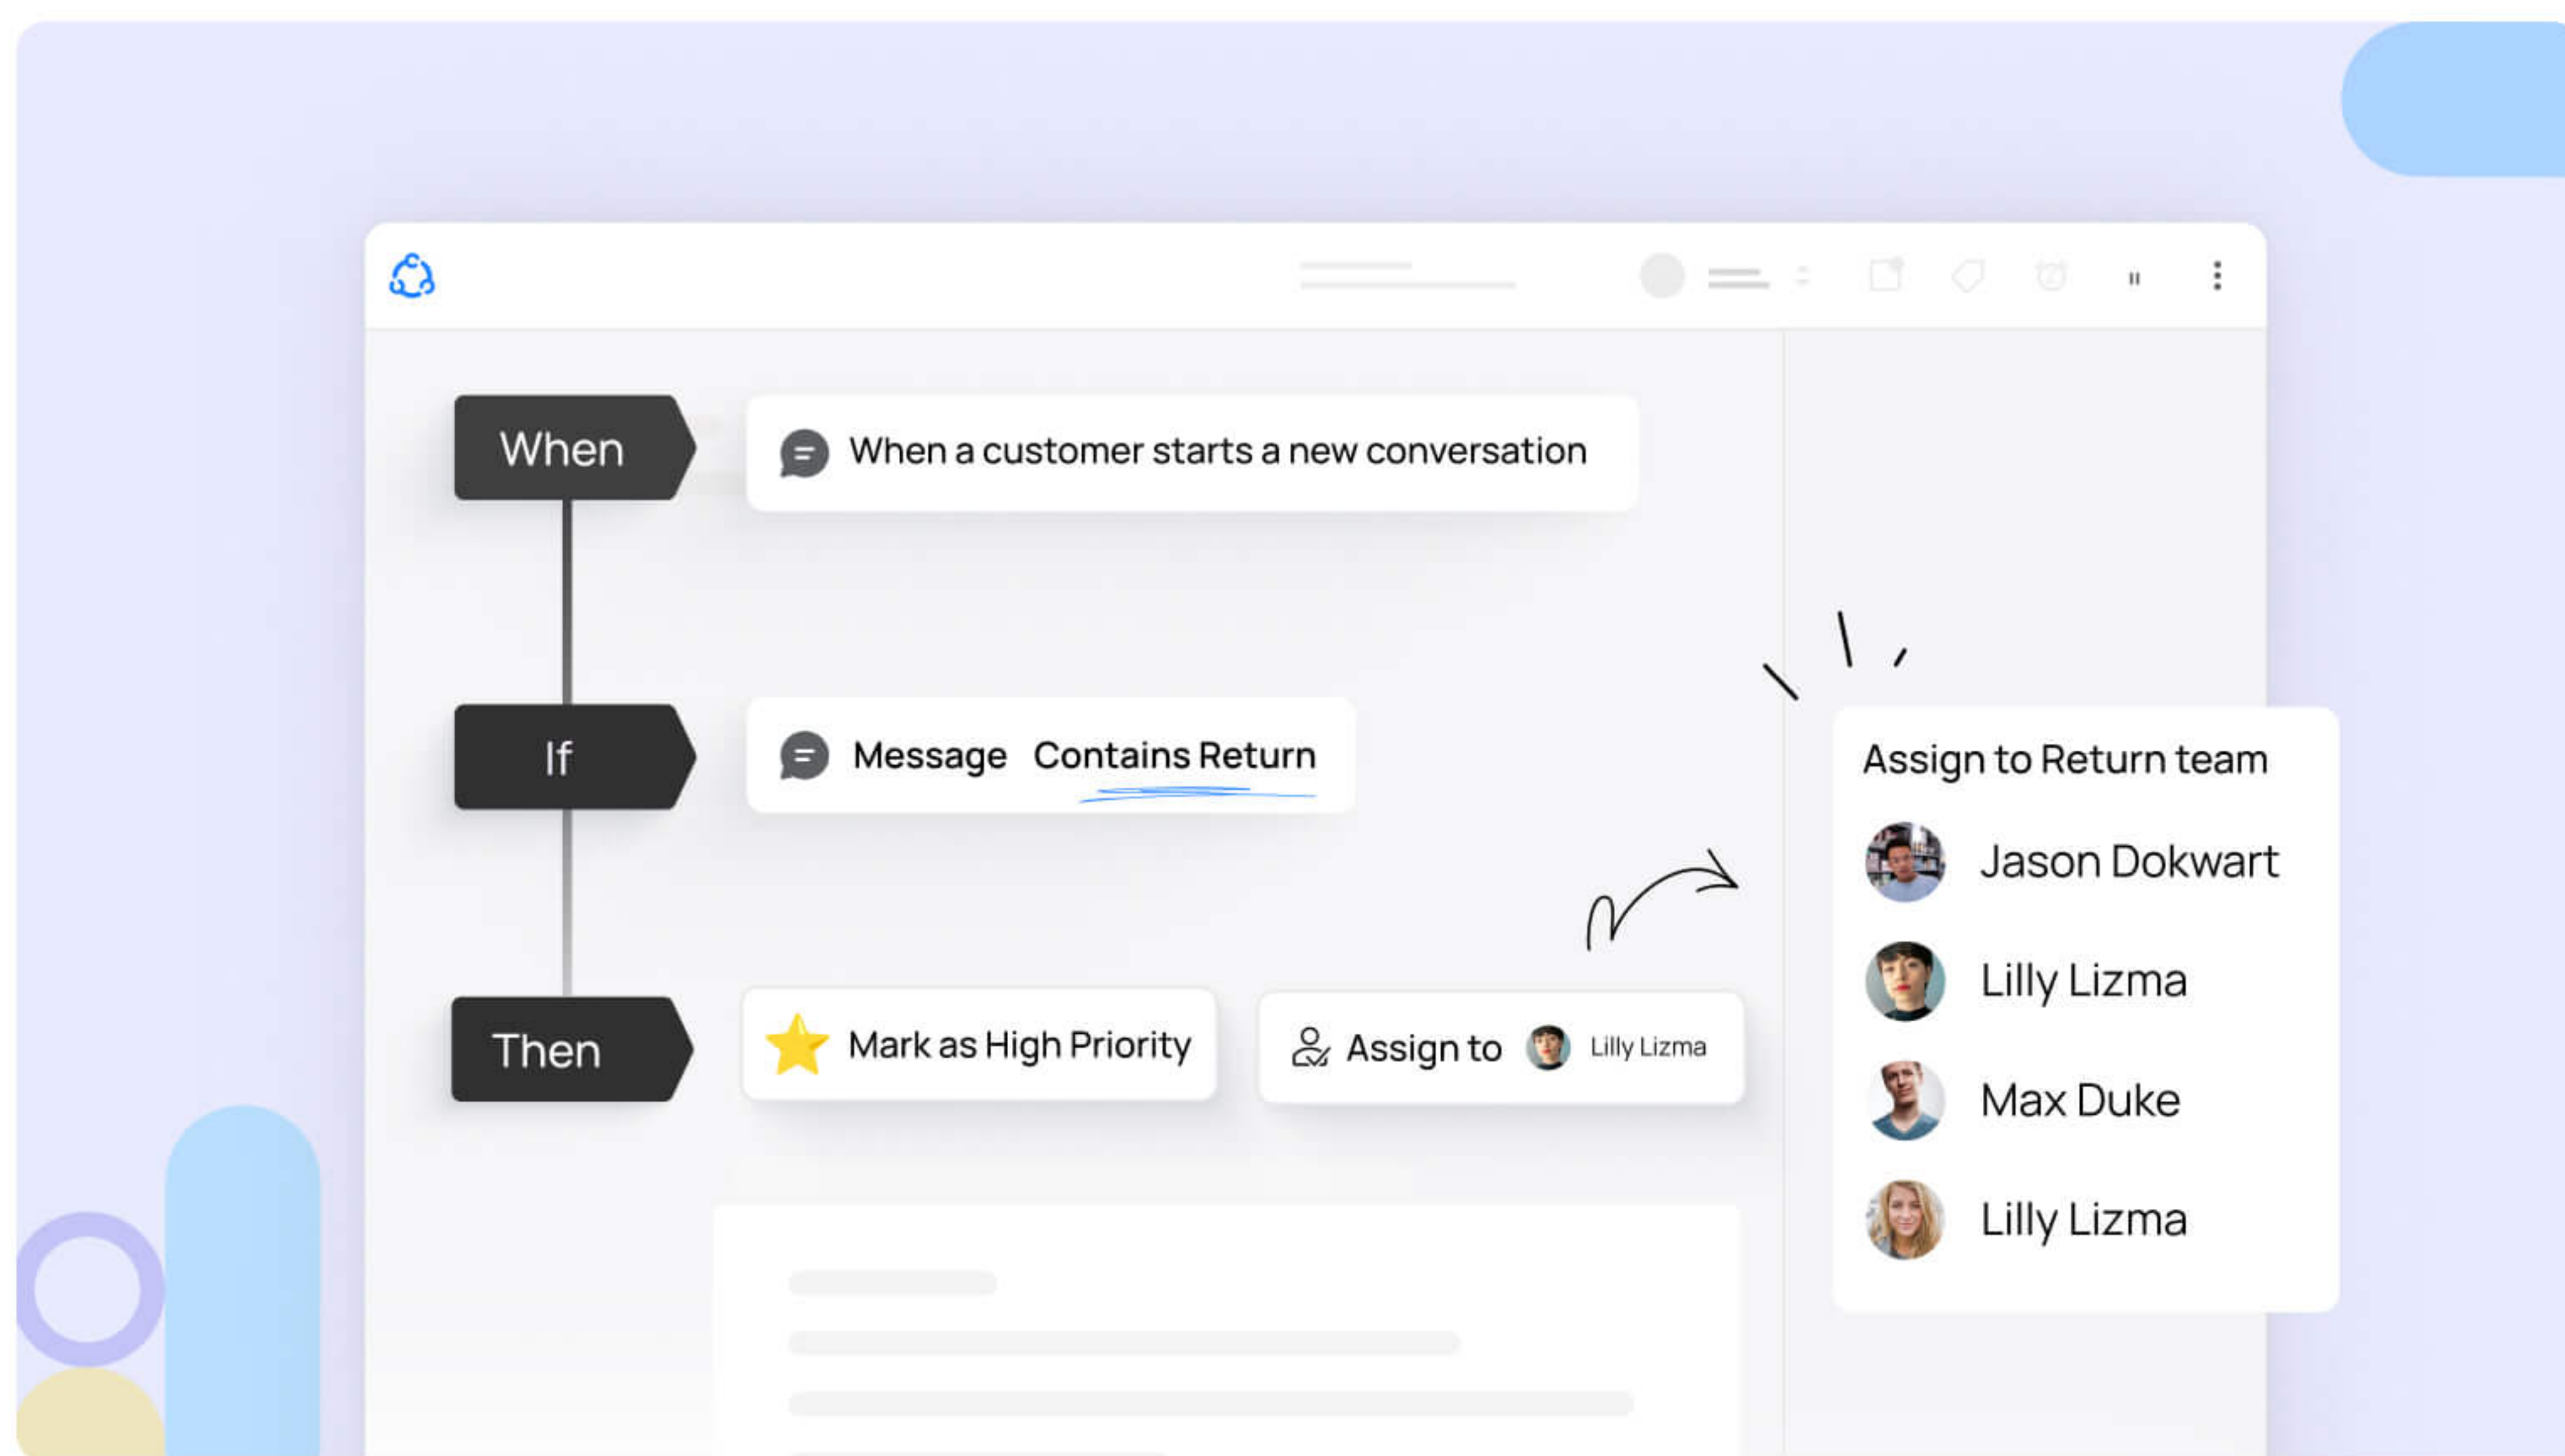 When
When a customer starts a new conversation
If
Message Contains Return
Then
Mark as High Priority
Assign to Lilly Lizma
Assign to Return team
Jason Dokwart
Lilly Lizma
Max Duke
Lilly Lizma